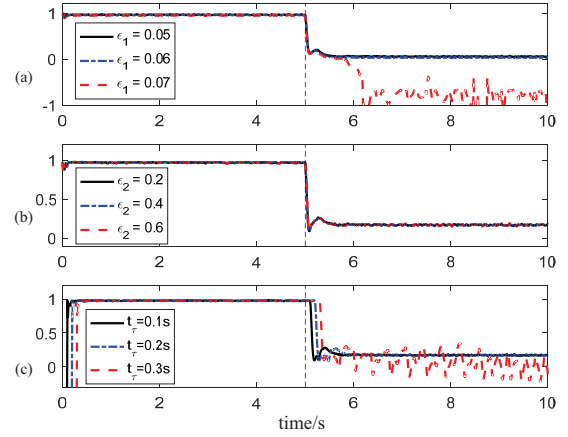 1
0
-1
(a)
ϵ1 = 0.05
ϵ1 = 0.06
ϵ1 = 0.07
0 2 4 6 8 10
1
0.5
0
(b)
ϵ2 = 0.2
ϵ2 = 0.4
ϵ2 = 0.6
0 2 4 6 8 10
1
0.5
0
(c)
tτ=0.1s
tτ=0.2s
tτ=0.3s
0 2 4 6 8 10
time/s